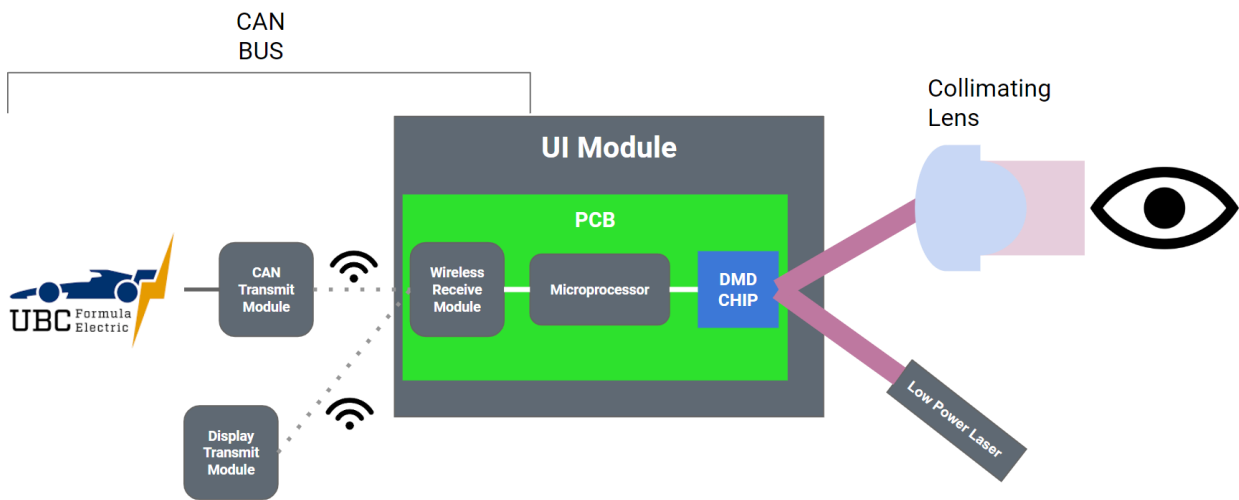 CAN
BUS
Collimating
Lens
UI Module
PCB
CAN
Transmit
Module
Wireless
Receive
Module
Microprocessor
DMD
CHIP
UBC Formula
Electric
Low Power Laser
Display
Transmit
Module